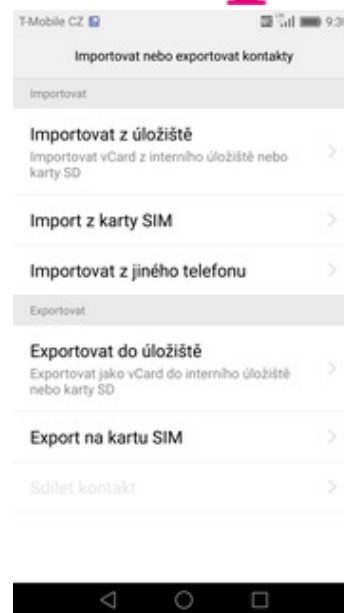 T-Mobile CZ
Importovat nebo exportovat kontakty
Importovat
Importovat z úložiště
Importovat vCard z interního úložiště nebo
karty SD
Import z karty SIM
Importovat z jiného telefonu
Exportovat
Exportovat do úložiště
Exportovat jako vCard do interního úložiště
nebo karty SD
Export na kartu SIM
Sdílet kontakt